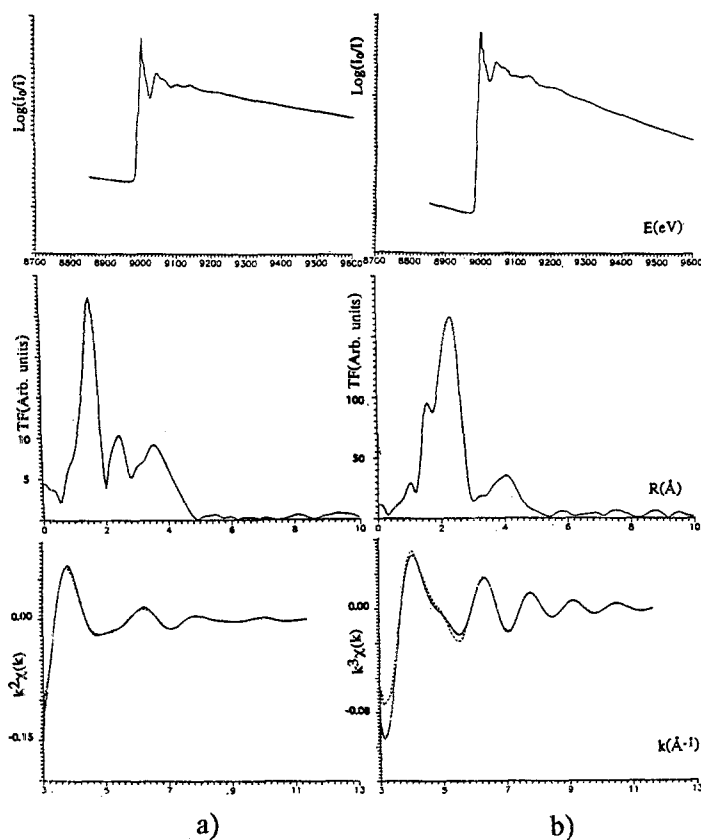 Log(I₀/I)
8700 8800 8900 9000 9100 9200 9300 9400 9500 9600
Log(I₀/I)
E(eV)
8700 8800 8900 9000 9100 9200 9300 9400 9500 9600
TF(Arb. units)
10
5
0 2 4 6 8 10
TF(Arb. units)
100
50
R(Å)
0 2 4 6 8 10
k²χ(k)
0.00
-0.15
3 5 7 9 11 13
k³χ(k)
0.00
-0.08
k(Å-1)
3 5 7 9 11 13
a)
b)